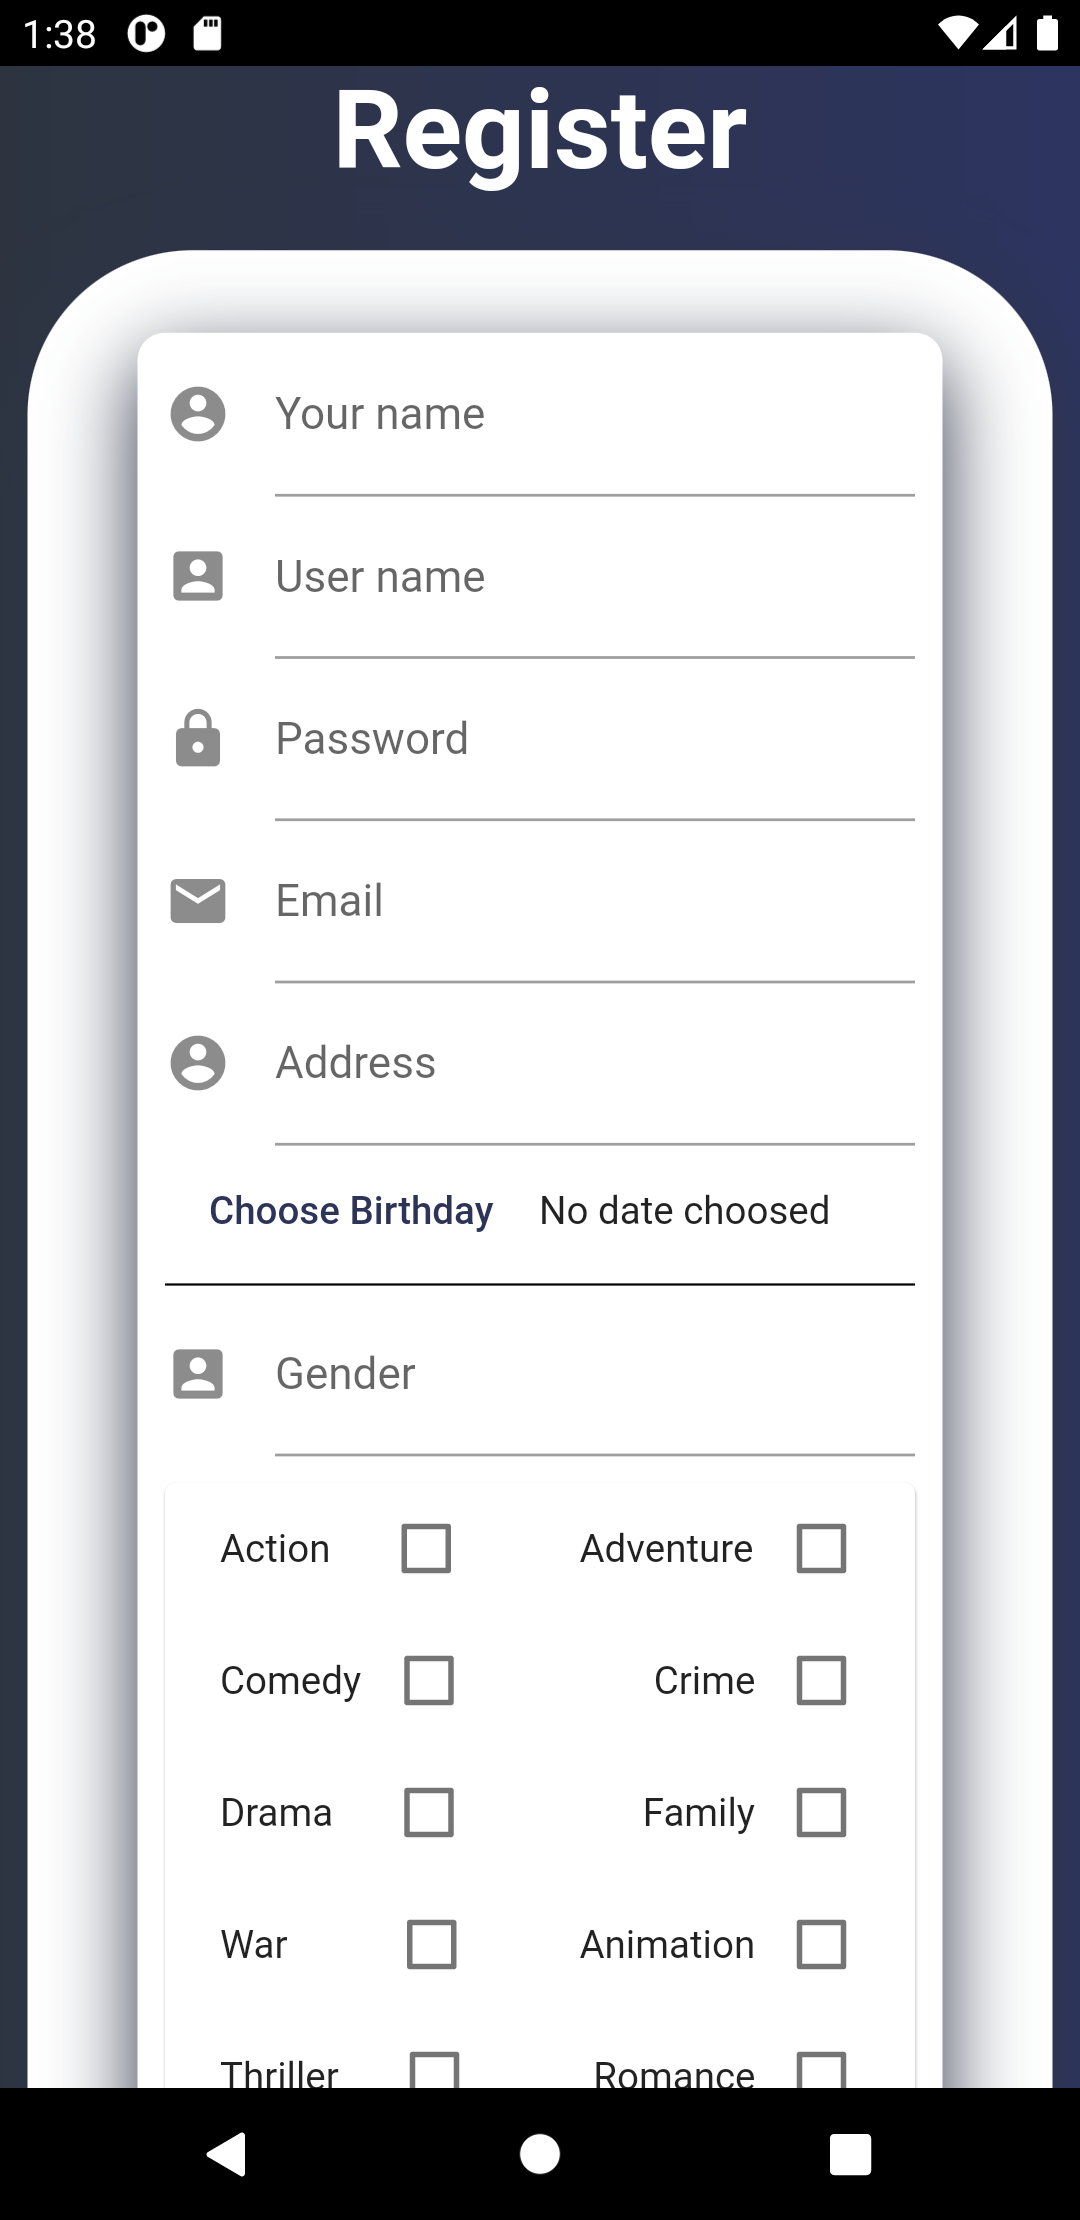 1:38
Register
Your name
User name
Password
Email
Address
Choose Birthday No date choosed
Gender
Action Adventure
Comedy Crime
Drama Family
War Animation
Thriller Romance